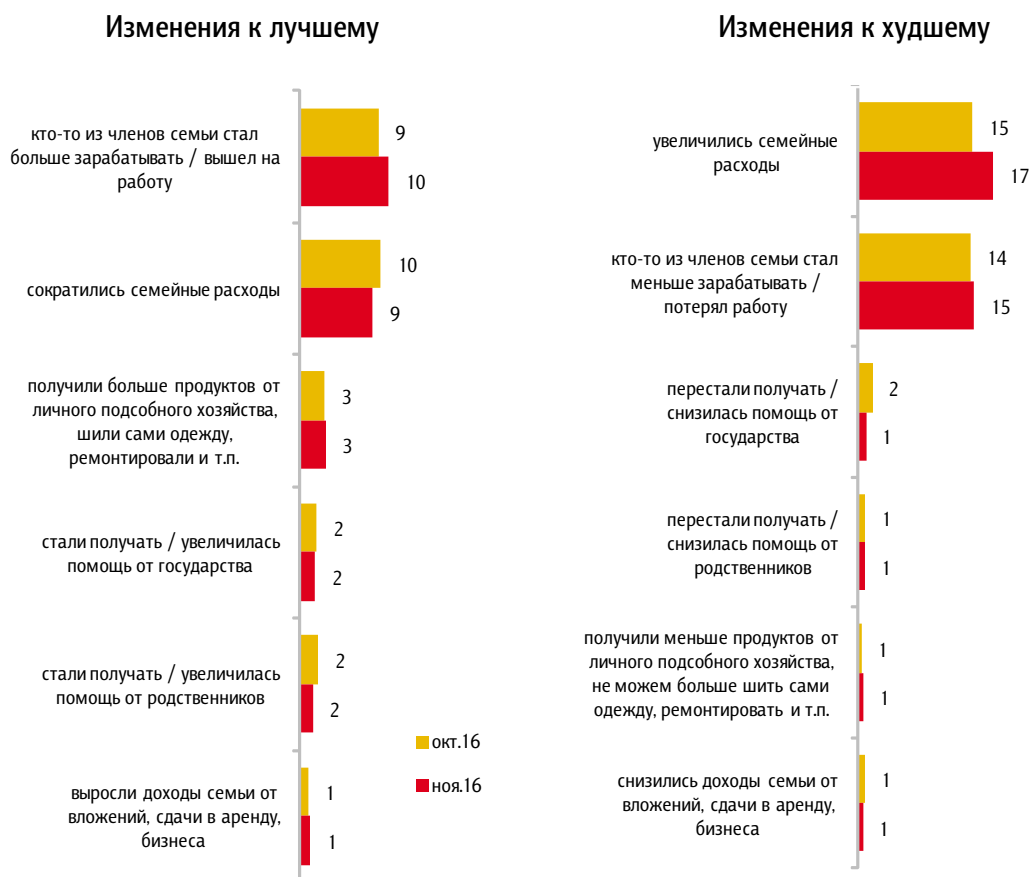 Изменения к лучшему
кто-то из членов семьи стал
больше зарабатывать / вышел на
работу
9
10
сократились семейные расходы
10
9
получили больше продуктов от
личного подсобного хозяйства,
шили сами одежду,
ремонтировали и т.п.
3
3
стали получать / увеличилась
помощь от государства
2
2
стали получать / увеличилась
помощь от родственников
2
2
выросли доходы семьи от
вложений, сдачи в аренду,
бизнеса
1
1
окт.16
ноя.16
Изменения к худшему
увеличились семейные
расходы
15
17
кто-то из членов семьи стал
меньше зарабатывать /
потерял работу
14
15
перестали получать /
снизилась помощь от
государства
2
1
перестали получать /
снизилась помощь от
родственников
1
1
получили меньше продуктов от
личного подсобного хозяйства,
не можем больше шить сами
одежду, ремонтировать и т.п.
1
1
снизились доходы семьи от
вложений, сдачи в аренду,
бизнеса
1
1